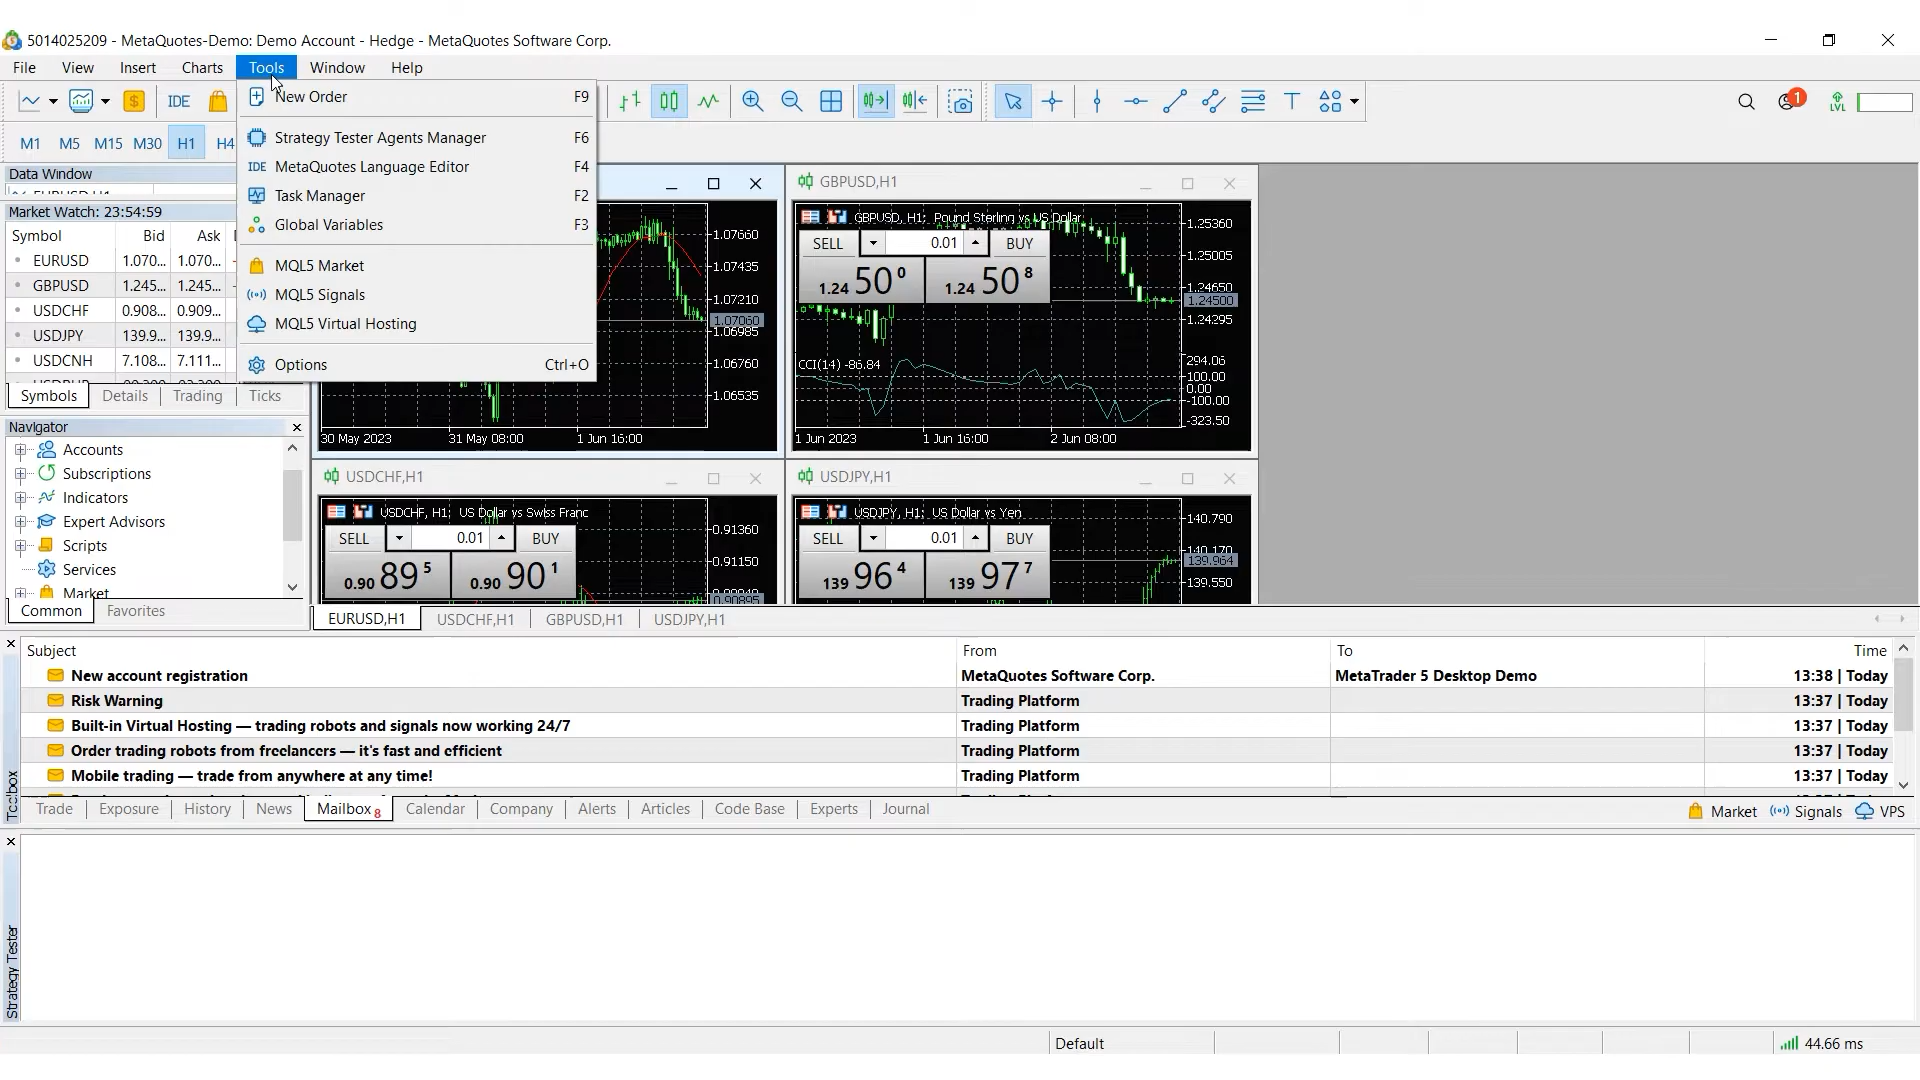 5014025209 - MetaQuotes-Demo: Demo Account - Hedge - MetaQuotes Software Corp.
File View Insert Charts Tools Window Help
IDE
1
LVL
M1 M5 M15 M30 H1 H4
New Order F9
Strategy Tester Agents Manager F6
IDE MetaQuotes Language Editor F4
Task Manager F2
Global Variables F3
MQL5 Market
MQL5 Signals
MQL5 Virtual Hosting
Options Ctrl+O
Data Window
EURUSD,H1
Market Watch: 23:54:59
Symbol Bid Ask
EURUSD 1.070...
GBPUSD 1.245... 1.245...
USDCHF 0.908... 0.909...
USDJPY 139.9... 139.9...
USDCNH 7.108... 7.111...
Symbols Details Trading Ticks
Navigator
Accounts
Subscriptions
Indicators
Expert Advisors
Scripts
Services
Market
Common Favorites
1.07660
1.07435
1.07210
1.07060
1.06985
1.06760
1.06535
30 May 2023 31 May 08:00 1 Jun 16:00
GBPUSD,H1
GBPUSD, H1: Pound Sterling vs US Dollar
SELL 0.01 BUY
1.24 50 0 1.24 50 8
1.25360
1.25005
1.24650
1.24500
1.24295
CCI(14) -86.84
294.06
100.00
0.00
-100.00
-323.50
1 Jun 2023 1 Jun 16:00 2 Jun 08:00
USDCHF,H1
USDCHF, H1: US Dollar vs Swiss Franc
SELL 0.01 BUY
0.90 89 5 0.90 90 1
0.91360
0.91150
0.90895
USDJPY,H1
USDJPY, H1: US Dollar vs Yen
SELL 0.01 BUY
139 96 4 139 97 7
140.790
140.170
139.964
139.550
EURUSD,H1 USDCHF,H1 GBPUSD,H1 USDJPY,H1
Subject From To Time
New account registration MetaQuotes Software Corp. MetaTrader 5 Desktop Demo 13:38 | Today
Risk Warning Trading Platform 13:37 | Today
Built-in Virtual Hosting — trading robots and signals now working 24/7 Trading Platform 13:37 | Today
Order trading robots from freelancers — it's fast and efficient Trading Platform 13:37 | Today
Mobile trading — trade from anywhere at any time! Trading Platform 13:37 | Today
Toolbox
Trade Exposure History News Mailbox 8 Calendar Company Alerts Articles Code Base Experts Journal
Market Signals VPS
Strategy Tester
Default
44.66 ms